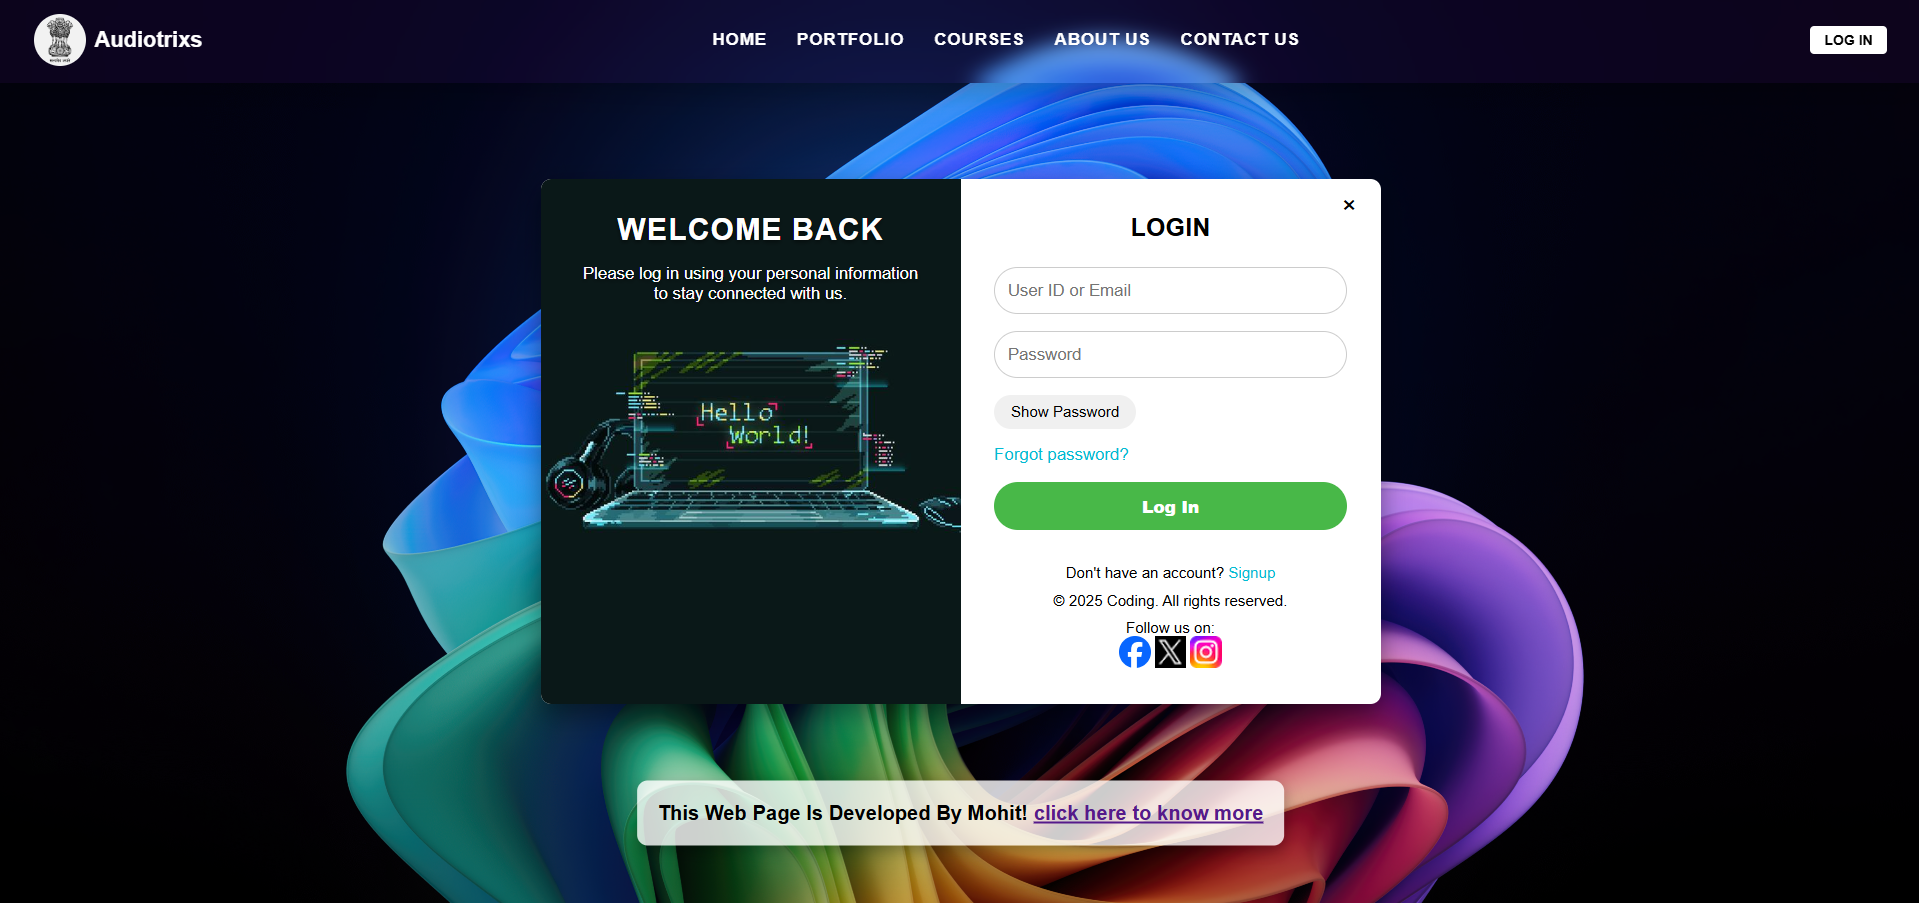 Audiotrixs
HOME PORTFOLIO COURSES ABOUT US CONTACT US
LOG IN
WELCOME BACK
Please log in using your personal information
to stay connected with us.
Hello
World!
×
LOGIN
User ID or Email
Password
Show Password
Forgot password?
Log In
Don't have an account? Signup
© 2025 Coding. All rights reserved.
Follow us on:
This Web Page Is Developed By Mohit! click here to know more